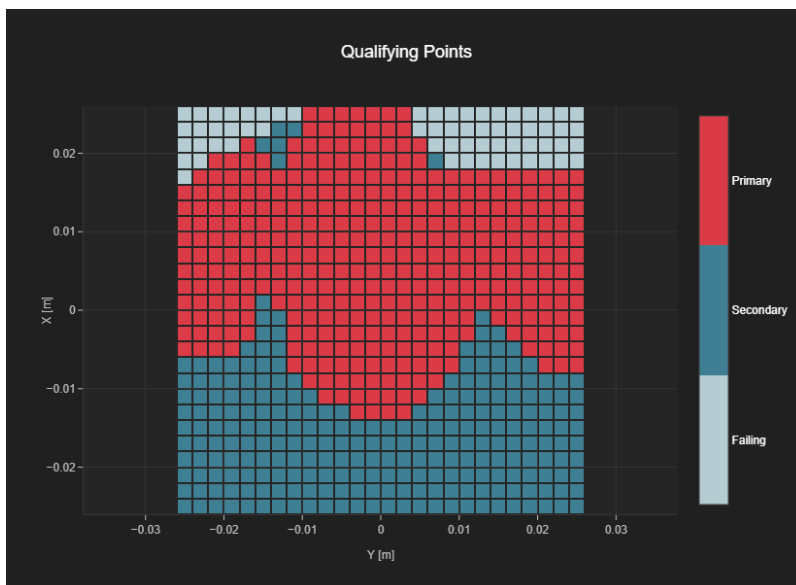 Qualifying Points
0.02
0.01
0
−0.01
−0.02
X [m]
−0.03
−0.02
−0.01
0
0.01
0.02
0.03
Y [m]
Primary
Secondary
Failing